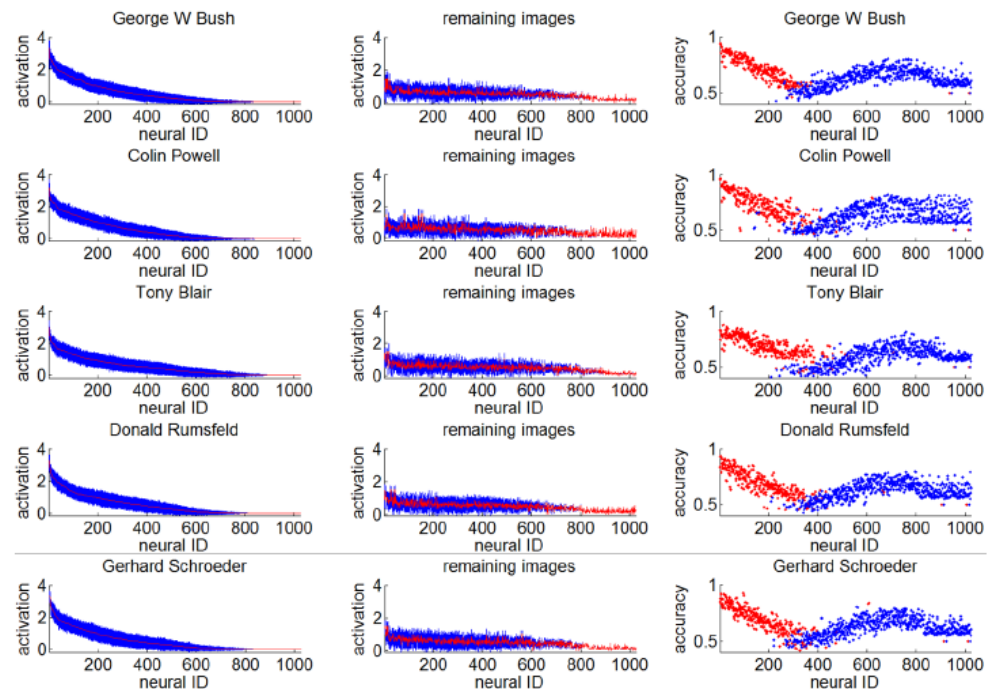 George W Bush remaining images George W Bush
activation 4 2 0 200 400 600 800 1000 neural ID
activation 4 2 0 200 400 600 800 1000 neural ID
accuracy 1 0.5 200 400 600 800 1000 neural ID
Colin Powell remaining images Colin Powell
activation 4 2 0 200 400 600 800 1000 neural ID
activation 4 2 0 200 400 600 800 1000 neural ID
accuracy 1 0.5 200 400 600 800 1000 neural ID
Tony Blair remaining images Tony Blair
activation 4 2 0 200 400 600 800 1000 neural ID
activation 4 2 0 200 400 600 800 1000 neural ID
accuracy 1 0.5 200 400 600 800 1000 neural ID
Donald Rumsfeld remaining images Donald Rumsfeld
activation 4 2 0 200 400 600 800 1000 neural ID
activation 4 2 0 200 400 600 800 1000 neural ID
accuracy 1 0.5 200 400 600 800 1000 neural ID
Gerhard Schroeder remaining images Gerhard Schroeder
activation 4 2 0 200 400 600 800 1000 neural ID
activation 4 2 0 200 400 600 800 1000 neural ID
accuracy 1 0.5 200 400 600 800 1000 neural ID